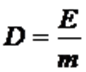 D = E/m